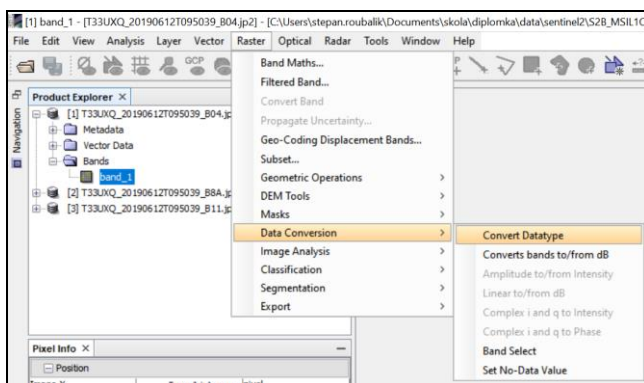 [1] band_1 - [T33UXQ_20190612T095039_B04.jp2] - [C:\Users\stepan.roubalik\Documents\skola\diplomka\data\sentinel2\S2B_MSIL1C
File Edit View Analysis Layer Vector Raster Optical Radar Tools Window Help
GCP
Navigation
Product Explorer ×
[1] T33UXQ_20190612T095039_B04.jp
Metadata
Vector Data
Bands
band_1
[2] T33UXQ_20190612T095039_B8A.jp
[3] T33UXQ_20190612T095039_B11.jp
Band Maths...
Filtered Band...
Convert Band
Propagate Uncertainty...
Geo-Coding Displacement Bands...
Subset...
Geometric Operations >
DEM Tools >
Masks >
Data Conversion >
Image Analysis >
Classification >
Segmentation >
Export >
Convert Datatype
Converts bands to/from dB
Amplitude to/from Intensity
Linear to/from dB
Complex i and q to Intensity
Complex i and q to Phase
Band Select
Set No-Data Value
Pixel Info ×
Position